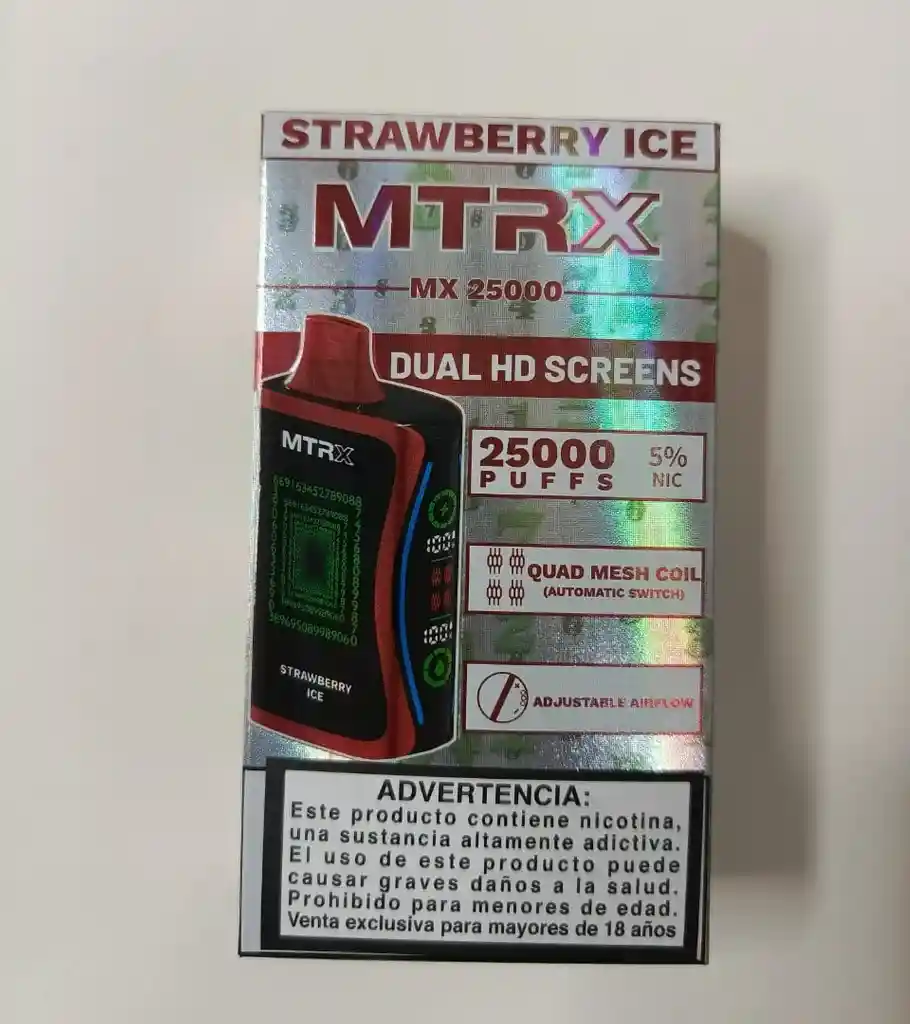 STRAWBERRY ICE
MTRX
MX 25000
DUAL HD SCREENS
25000 5%
PUFFS NIC
QUAD MESH COIL
(AUTOMATIC SWITCH)
ADJUSTABLE AIRFLOW
MTRX
STRAWBERRY
ICE
ADVERTENCIA:
Este producto contiene nicotina,
una sustancia altamente adictiva.
El uso de este producto puede
causar graves daños a la salud.
Prohibido para menores de edad.
Venta exclusiva para mayores de 18 años